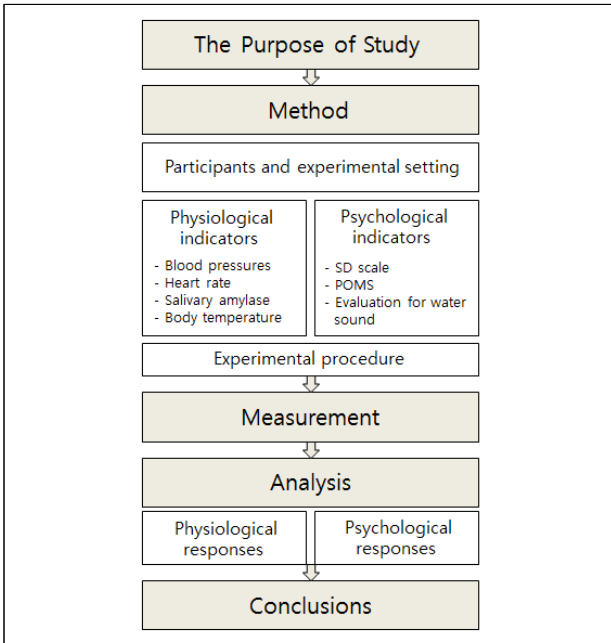 The Purpose of Study
Method
Participants and experimental setting
Physiological
indicators
- Blood pressures
- Heart rate
- Salivary amylase
- Body temperature
Psychological
indicators
- SD scale
- POMS
- Evaluation for water
sound
Experimental procedure
Measurement
Analysis
Physiological
responses
Psychological
responses
Conclusions